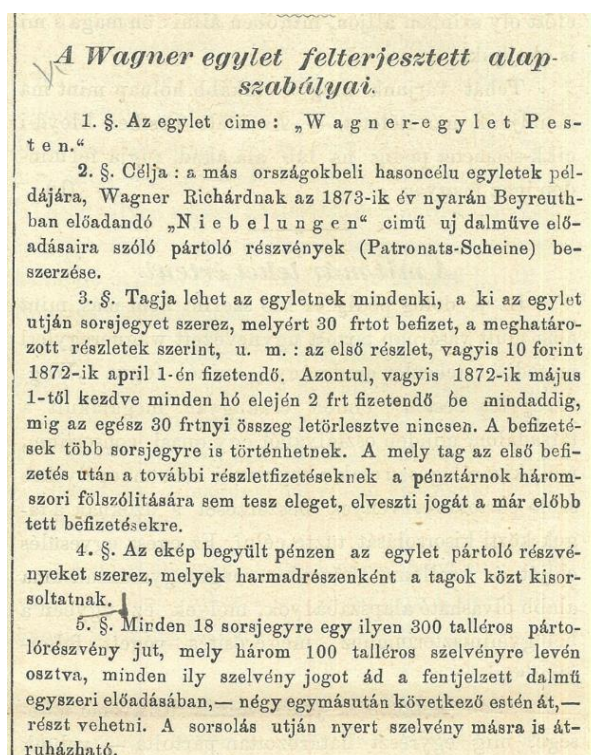 A Wagner egylet felterjesztett alap-
szabályai.
1. §. Az egylet cime : „Wagner-egylet Pes-
ten.“
2. §. Célja : a más országokbeli hasoncélu egyletek pél-
dájára, Wagner Richárdnak az 1873-ik év nyarán Beyreuth-
ban előadandó „Niebelungen“ cimű uj dalműve elő-
adásaira szóló pártoló részvények (Patronats-Scheine) be-
szerzése.
3. §. Tagja lehet az egyletnek mindenki, a ki az egylet
utján sorsjegyet szerez, melyért 30 frtot befizet, a meghatáro-
zott részletek szerint, u. m. : az első részlet, vagyis 10 forint
1872-ik april 1-én fizetendő. Azontul, vagyis 1872-ik május
1-től kezdve minden hó elején 2 frt fizetendő be mindaddig,
mig az egész 30 frtnyi összeg letörlesztve nincsen. A befizeté-
sek több sorsjegyre is történhetnek. A mely tag az első befi-
zetés után a további részletfizetéseknek a pénztárnok három-
szori fölszólitására sem tesz eleget, elveszti jogát a már előbb
tett befizetésekre.
4. §. Az ekép begyült pénzen az egylet pártoló részvé-
nyeket szerez, melyek harmadrészenként a tagok közt kisor-
soltatnak.
5. §. Minden 18 sorsjegyre egy ilyen 300 talléros párto-
lórészvény jut, mely három 100 talléros szelvényre levén
osztva, minden ily szelvény jogot ád a fentjelzett dalmű
egyszeri előadásában,— négy egymásután következő estén át,—
részt vehetni. A sorsolás utján nyert szelvény másra is át-
ruházható.